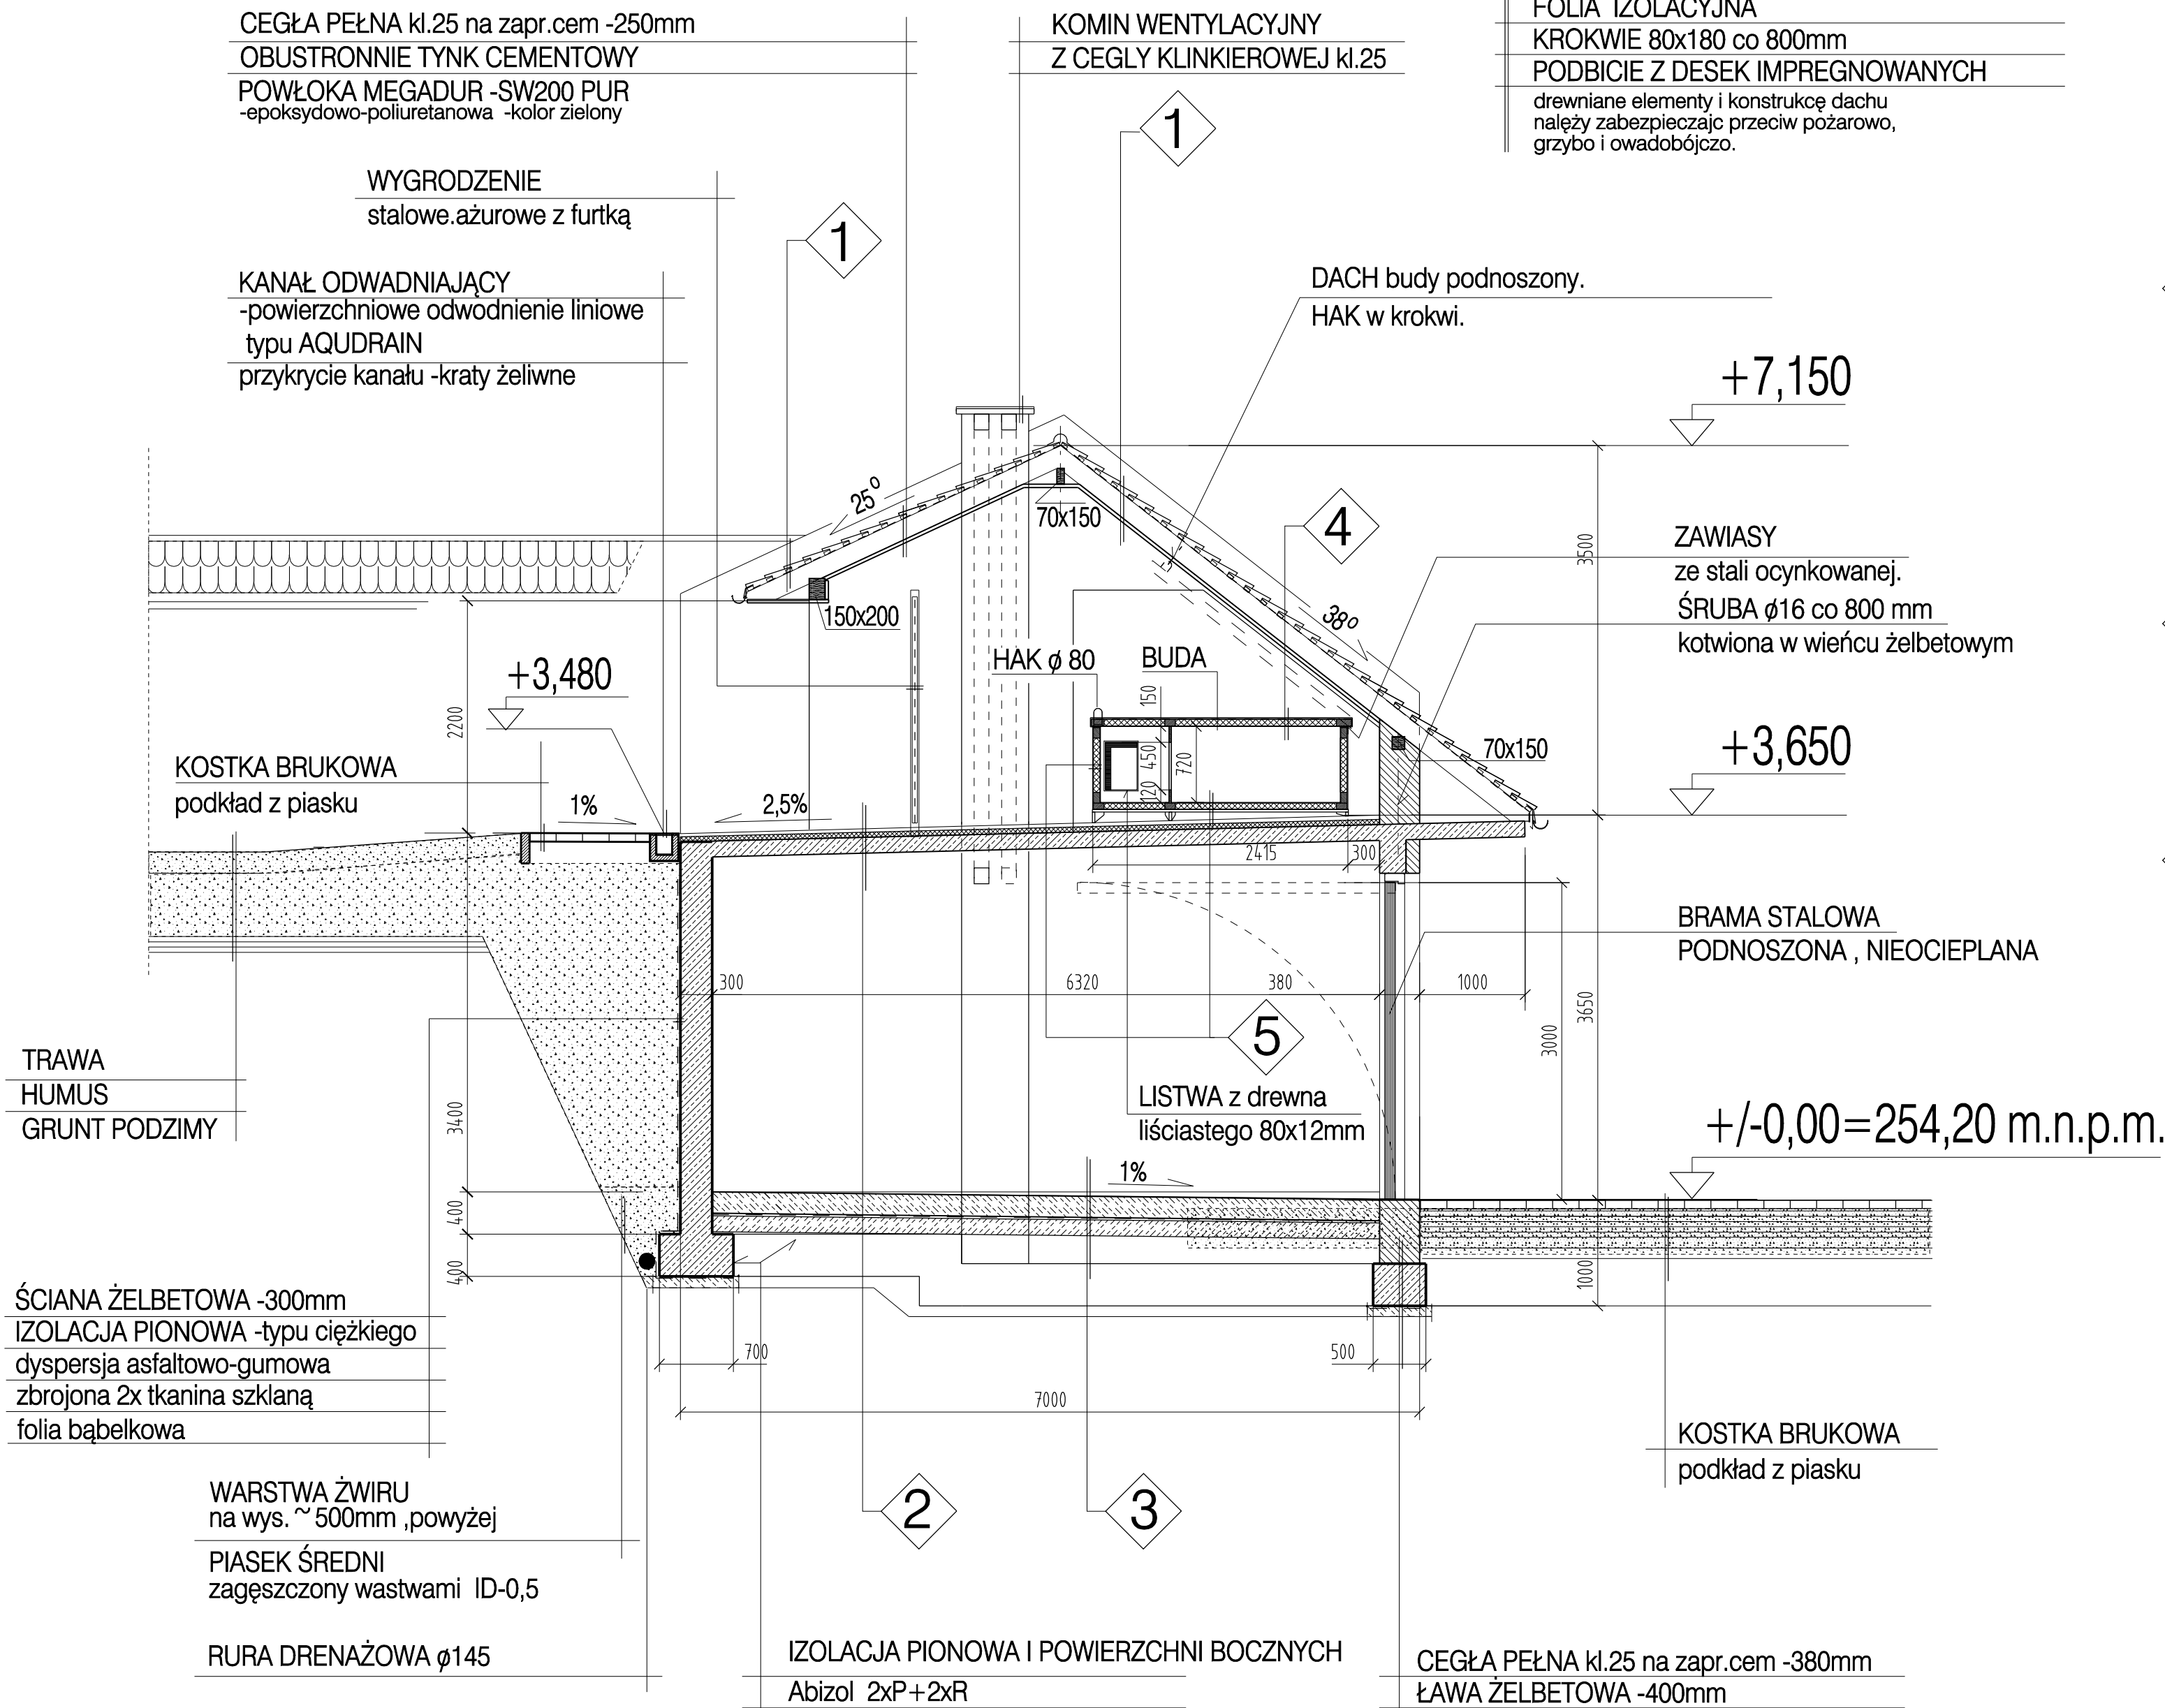 CEGŁA PEŁNA kl.25 na zapr.cem -250mm
OBUSTRONNIE TYNK CEMENTOWY
POWŁOKA MEGADUR -SW200 PUR
-epoksydowo-poliuretanowa -kolor zielony
KOMIN WENTYLACYJNY
Z CEGLY KLINKIEROWEJ kl.25
FOLIA IZOLACYJNA
KROKWIE 80x180 co 800mm
PODBICIE Z DESEK IMPREGNOWANYCH
drewniane elementy i konstrukcę dachu
nalęży zabezpieczajc przeciw pożarowo,
grzybo i owadobójczo.
1
WYGRODZENIE
stalowe.ażurowe z furtką
1
KANAŁ ODWADNIAJĄCY
-powierzchniowe odwodnienie liniowe
typu AQUDRAIN
przykrycie kanału -kraty żeliwne
DACH budy podnoszony.
HAK w krokwi.
+7,150
25⁰
70x150
4
3500
ZAWIASY
ze stali ocynkowanej.
ŚRUBA ø16 co 800 mm
kotwiona w wieńcu żelbetowym
150x200
38⁰
HAK ø 80
BUDA
+3,480
2200
150
450
720
120
70x150
+3,650
KOSTKA BRUKOWA
podkład z piasku
1%
2,5%
2415
300
BRAMA STALOWA
PODNOSZONA , NIEOCIEPLANA
300
6320
380
1000
3650
3000
5
TRAWA
HUMUS
GRUNT PODZIMY
3400
LISTWA z drewna
liściastego 80x12mm
+/-0,00=254,20 m.n.p.m.
1%
400
400
1000
ŚCIANA ŻELBETOWA -300mm
IZOLACJA PIONOWA -typu ciężkiego
dyspersja asfaltowo-gumowa
zbrojona 2x tkanina szklaną
folia bąbelkowa
700
500
7000
KOSTKA BRUKOWA
podkład z piasku
WARSTWA ŻWIRU
na wys. ~ 500mm ,powyżej
PIASEK ŚREDNI
zagęszczony wastwami ID-0,5
2
3
RURA DRENAŻOWA ø145
IZOLACJA PIONOWA I POWIERZCHNI BOCZNYCH
Abizol 2xP+2xR
CEGŁA PEŁNA kl.25 na zapr.cem -380mm
ŁAWA ŻELBETOWA -400mm